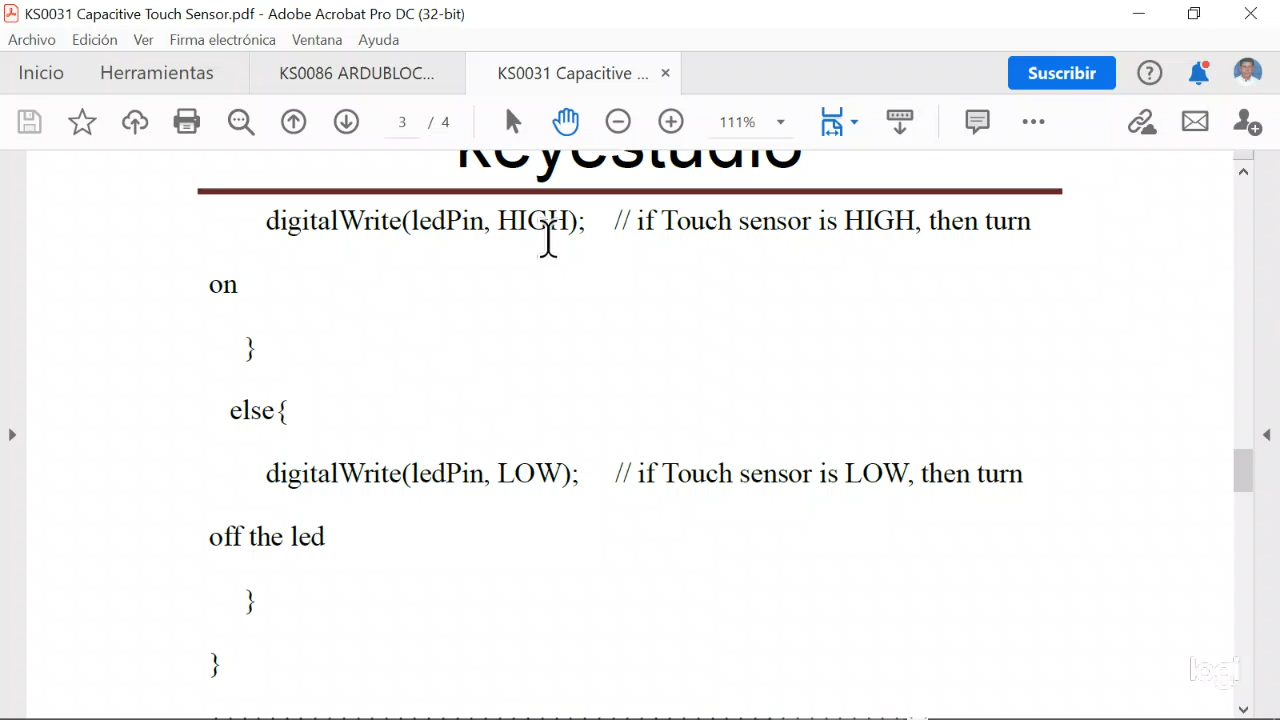 KS0031 Capacitive Touch Sensor.pdf - Adobe Acrobat Pro DC (32-bit)
Archivo Edición Ver Firma electrónica Ventana Ayuda
Inicio Herramientas KS0086 ARDUBLOC... KS0031 Capacitive ... × Suscribir
3 / 4 111%
keyestudio
digitalWrite(ledPin, HIGH); // if Touch sensor is HIGH, then turn
on
}
else{
digitalWrite(ledPin, LOW); // if Touch sensor is LOW, then turn
off the led
}
}
logi